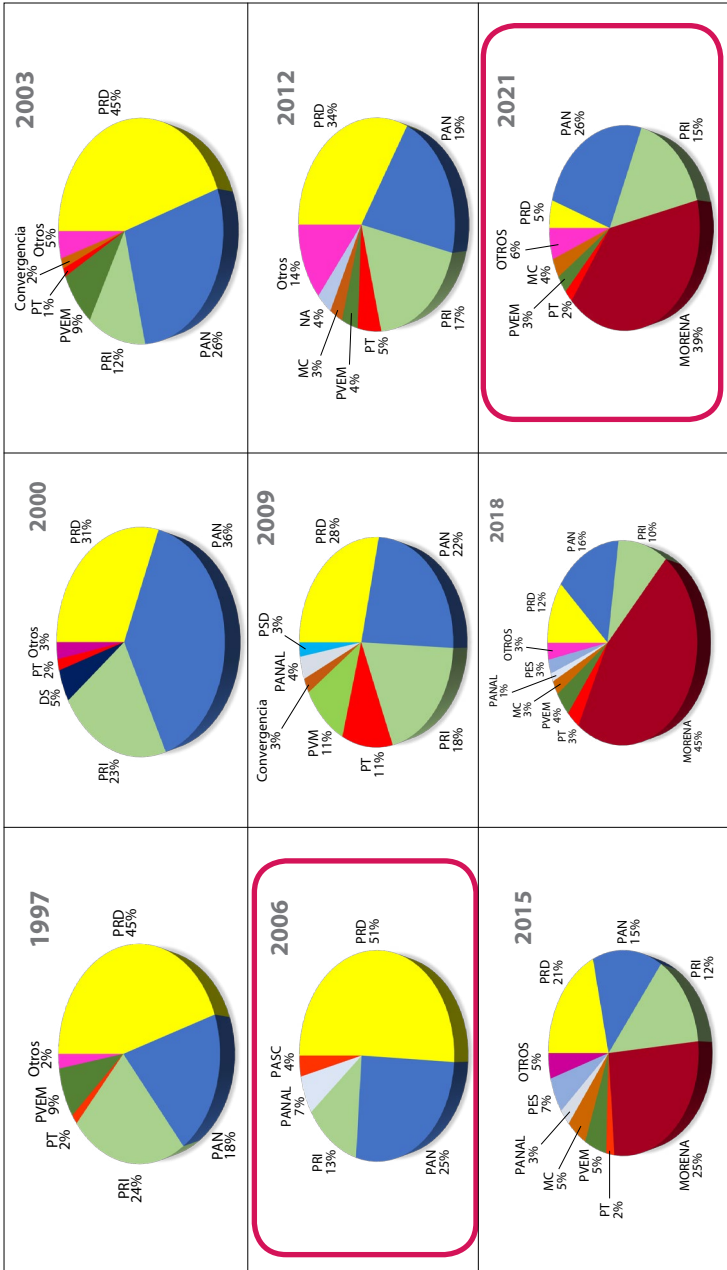 1997
PRD
45%
PAN
18%
PRI
24%
PT
2%
PVEM
9%
Otros
2%
2000
PRD
31%
PAN
36%
PRI
23%
DS
5%
PT
2%
Otros
3%
2003
PRD
45%
PAN
26%
PRI
12%
PVEM
9%
PT
1%
Convergencia
2%
Otros
5%
2006
PRD
51%
PAN
25%
PRI
13%
PANAL
7%
PASC
4%
2009
PRD
28%
PAN
22%
PRI
18%
PT
11%
PVM
11%
Convergencia
3%
PANAL
4%
PSD
3%
2012
PRD
34%
PAN
19%
PRI
17%
PT
5%
PVEM
4%
MC
3%
NA
4%
Otros
14%
2015
PRD
21%
PAN
15%
PRI
12%
MORENA
25%
PT
2%
PVEM
5%
MC
5%
PANAL
3%
PES
7%
OTROS
5%
2018
PRD
12%
PAN
16%
PRI
10%
MORENA
45%
PT
3%
PVEM
4%
MC
3%
PANAL
1%
PES
3%
OTROS
3%
2021
PRD
5%
PAN
26%
PRI
15%
MORENA
39%
PT
2%
PVEM
3%
MC
4%
OTROS
6%